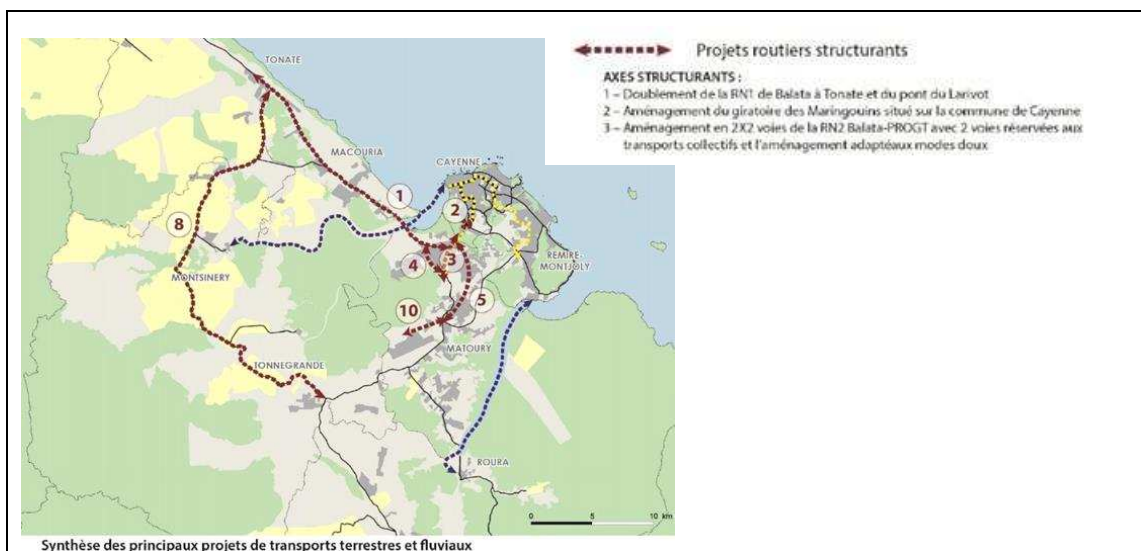 Projets routiers structurants
AXES STRUCTURANTS :
1 – Doublement de la RN1 de Balata à Tonate et du pont du Larivot
2 – Aménagement du giratoire des Maringouins situé sur la commune de Cayenne
3 – Aménagement en 2X2 voies de la RN2 Balata-PROGT avec 2 voies réservées aux
transports collectifs et l'aménagement adaptéaux modes doux
TONATE
MACOURIA
CAYENNE
1
2
8
REMIRE-
MONTJOLY
4
3
MONTSINERY
5
10
MATOURY
TONNEGRANDE
ROURA
0 5 10 km
Synthèse des principaux projets de transports terrestres et fluviaux